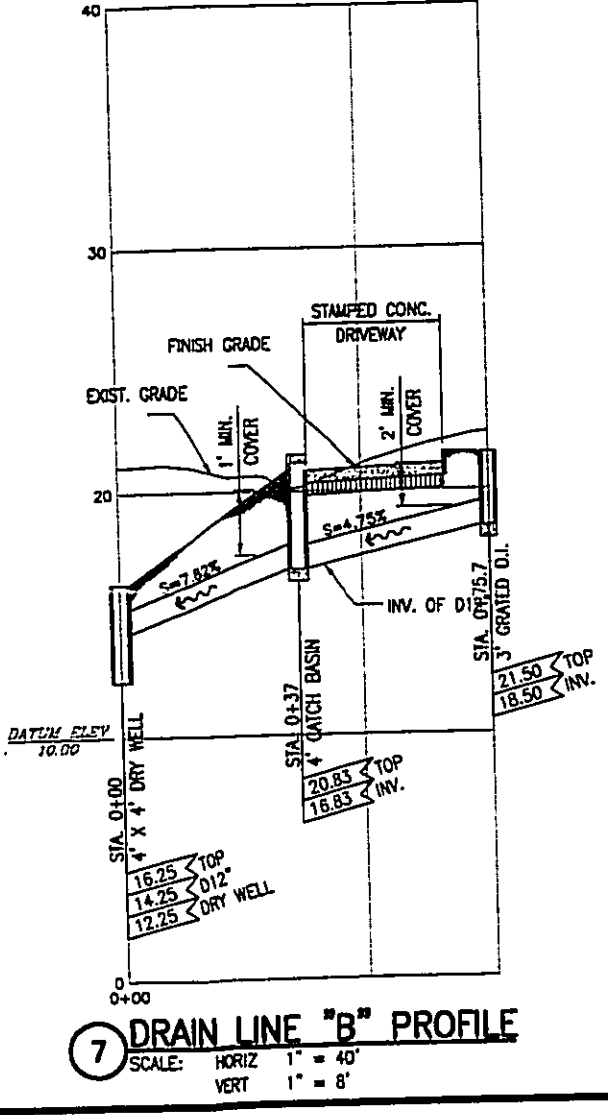 40
30
STAMPED CONC.
DRIVEWAY
FINISH GRADE
EXIST. GRADE
1' MIN.
COVER
2' MIN.
COVER
20
S=7.82%
S=4.75%
INV. OF D12"
STA. 0+75.7
3' GRATED D.I.
21.50 TOP
18.50 INV.
STA. 0+37
4' CATCH BASIN
20.83 TOP
16.83 INV.
DATUM ELEV
10.00
STA. 0+00
4' X 4' DRY WELL
16.25 TOP
14.25 D12"
12.25 DRY WELL
0
0+00
7 DRAIN LINE "B" PROFILE
SCALE: HORIZ 1" = 40'
VERT 1" = 8'